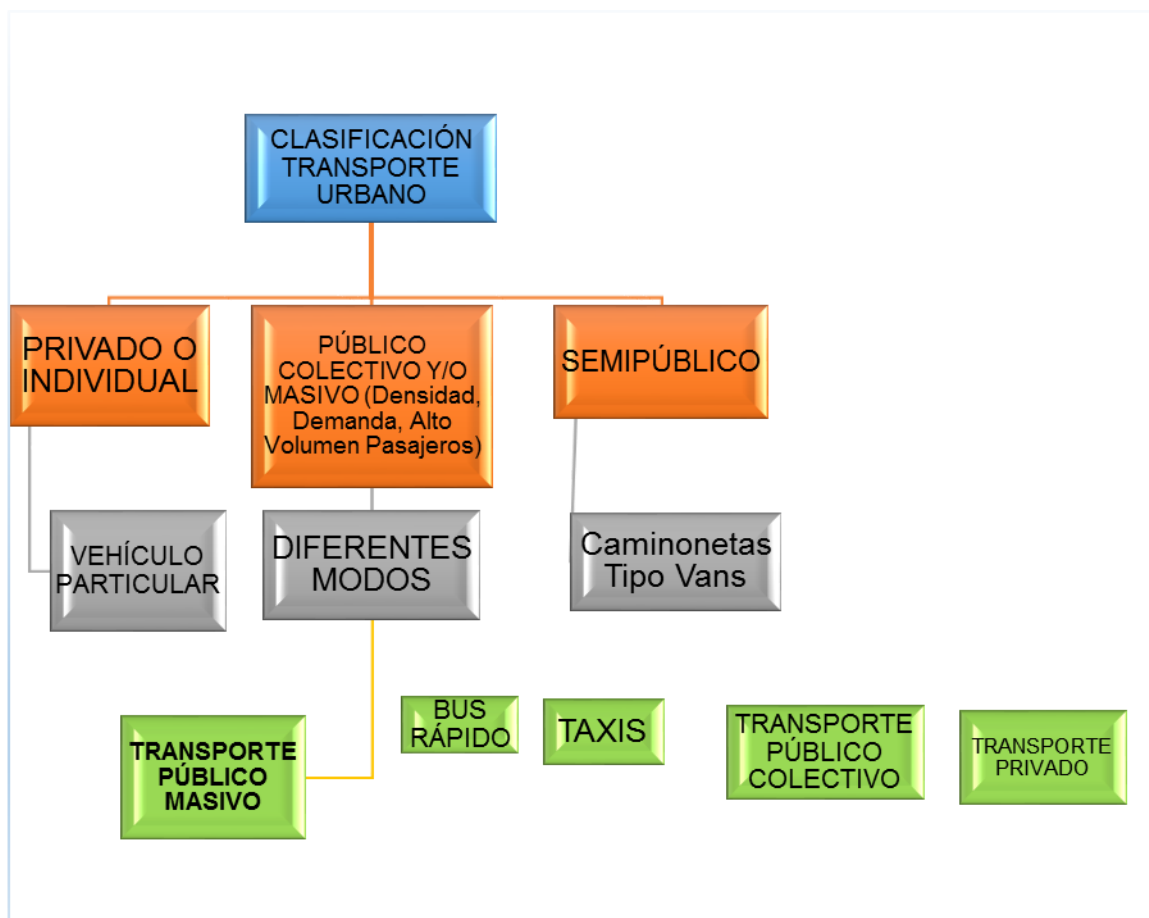 CLASIFICACIÓN
TRANSPORTE
URBANO
PRIVADO O
INDIVIDUAL
PÚBLICO
COLECTIVO Y/O
MASIVO (Densidad,
Demanda, Alto
Volumen Pasajeros)
SEMIPÚBLICO
VEHÍCULO
PARTICULAR
DIFERENTES
MODOS
Caminonetas
Tipo Vans
TRANSPORTE
PÚBLICO
MASIVO
BUS
RÁPIDO
TAXIS
TRANSPORTE
PÚBLICO
COLECTIVO
TRANSPORTE
PRIVADO